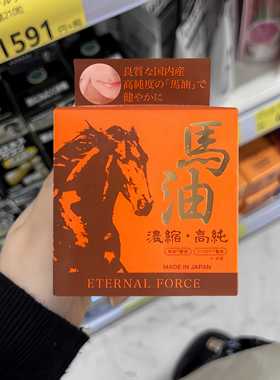 1591
良質な国内産
高純度の「馬油」で
健やかに
馬油
濃縮・高純
MADE IN JAPAN
ETERNAL FORCE